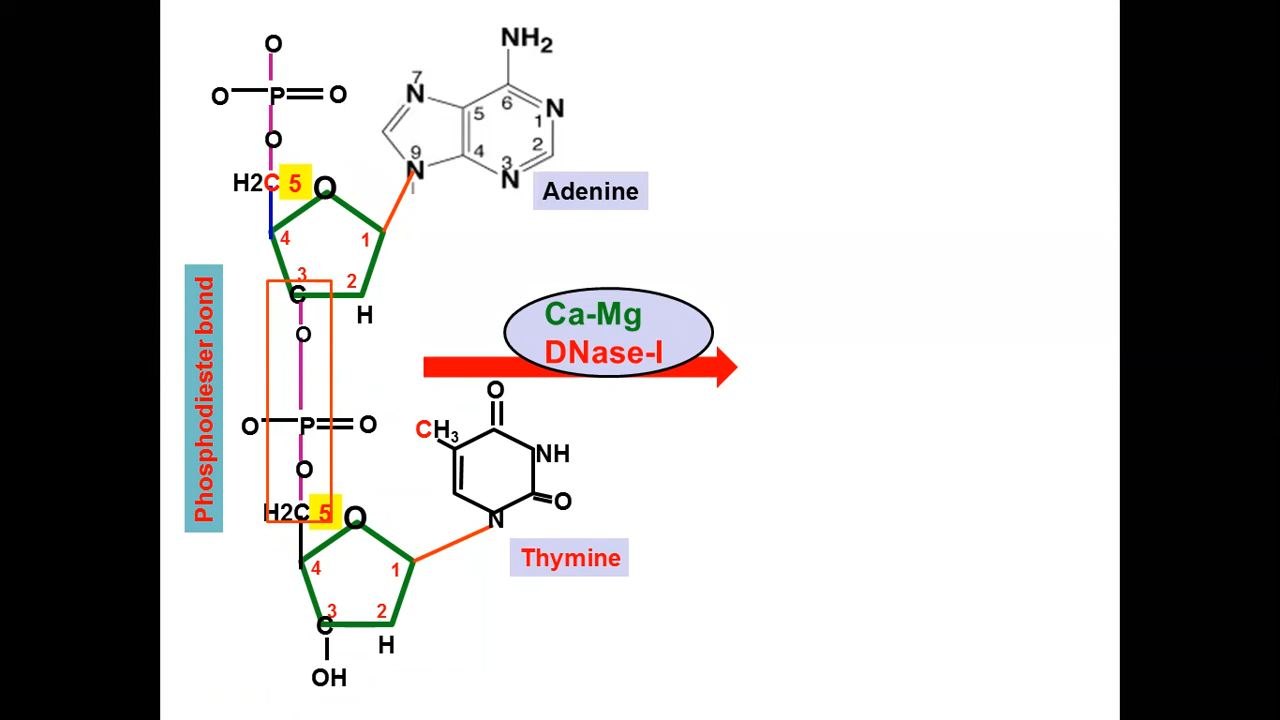 O
NH2
O P O
7
N
6
N
5
1
O
9
4
3
2
N
N
H2C 5 O
Adenine
4
1
3
2
C
H
Phosphodiester bond
O
Ca-Mg
DNase-I
O
O P O
CH3
NH
O
O
H2C 5 O
N
Thymine
4
1
3
2
C
H
OH